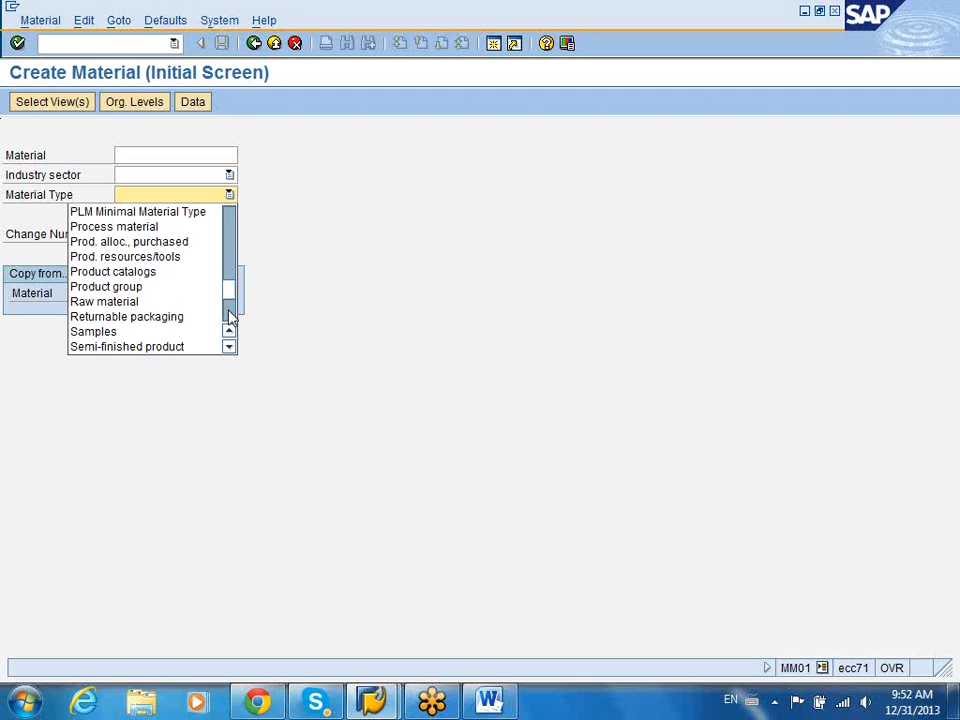 Material Edit Goto Defaults System Help
SAP
Create Material (Initial Screen)
Select View(s) Org. Levels Data
Material
Industry sector
Material Type
PLM Minimal Material Type
Process material
Prod. alloc., purchased
Change Nun
Prod. resources/tools
Product catalogs
Copy from..
Product group
Material
Raw material
Returnable packaging
Samples
Semi-finished product
MM01 ecc71 OVR
EN
9:52 AM
12/31/2013